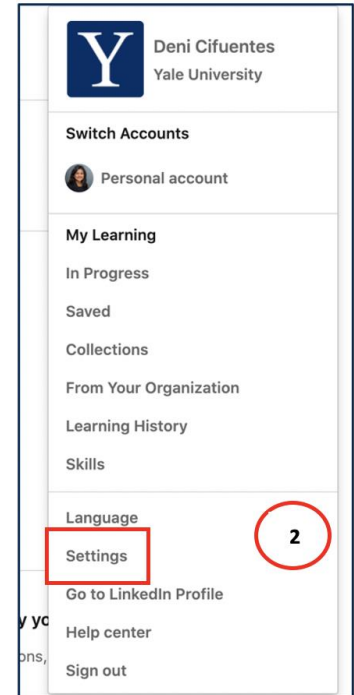 Y
Deni Cifuentes
Yale University
Switch Accounts
Personal account
My Learning
In Progress
Saved
Collections
From Your Organization
Learning History
Skills
Language
2
Settings
Go to LinkedIn Profile
y yo
Help center
ons,
Sign out